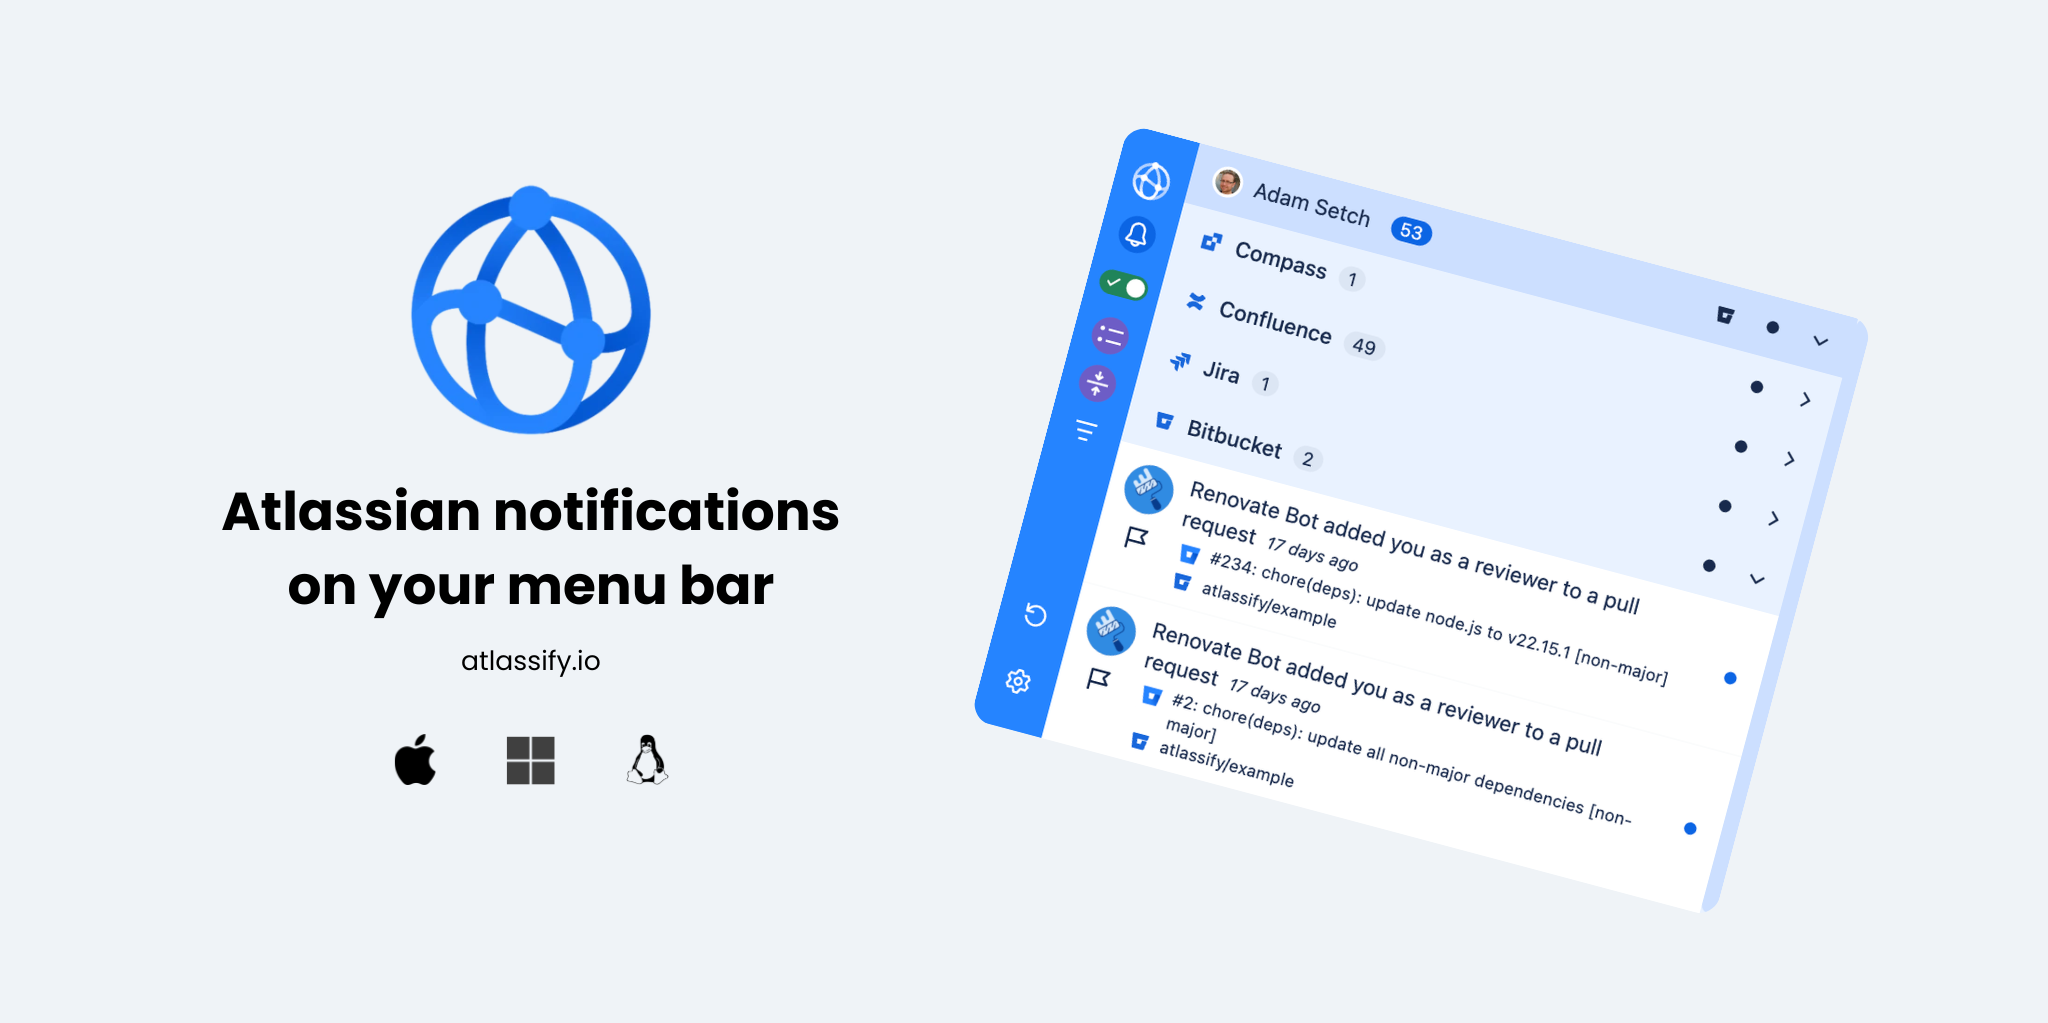 Atlassian notifications
on your menu bar
atlassify.io
Adam Setch 53
Compass 1
Confluence 49
Jira 1
Bitbucket 2
Renovate Bot added you as a reviewer to a pull
request 17 days ago
#234: chore(deps): update node.js to v22.15.1 [non-major]
atlassify/example
Renovate Bot added you as a reviewer to a pull
request 17 days ago
#2: chore(deps): update all non-major dependencies [non-
major]
atlassify/example